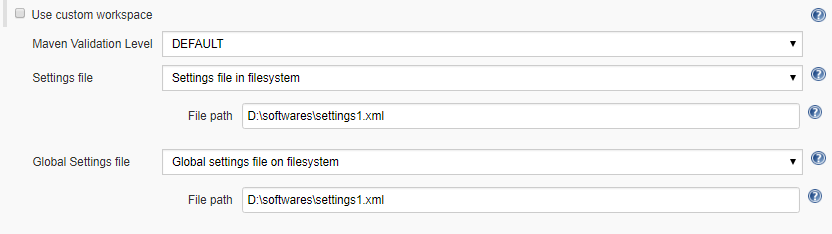 Use custom workspace
Maven Validation Level DEFAULT
Settings file Settings file in filesystem
File path D:\softwares\settings1.xml
Global Settings file Global settings file on filesystem
File path D:\softwares\settings1.xml